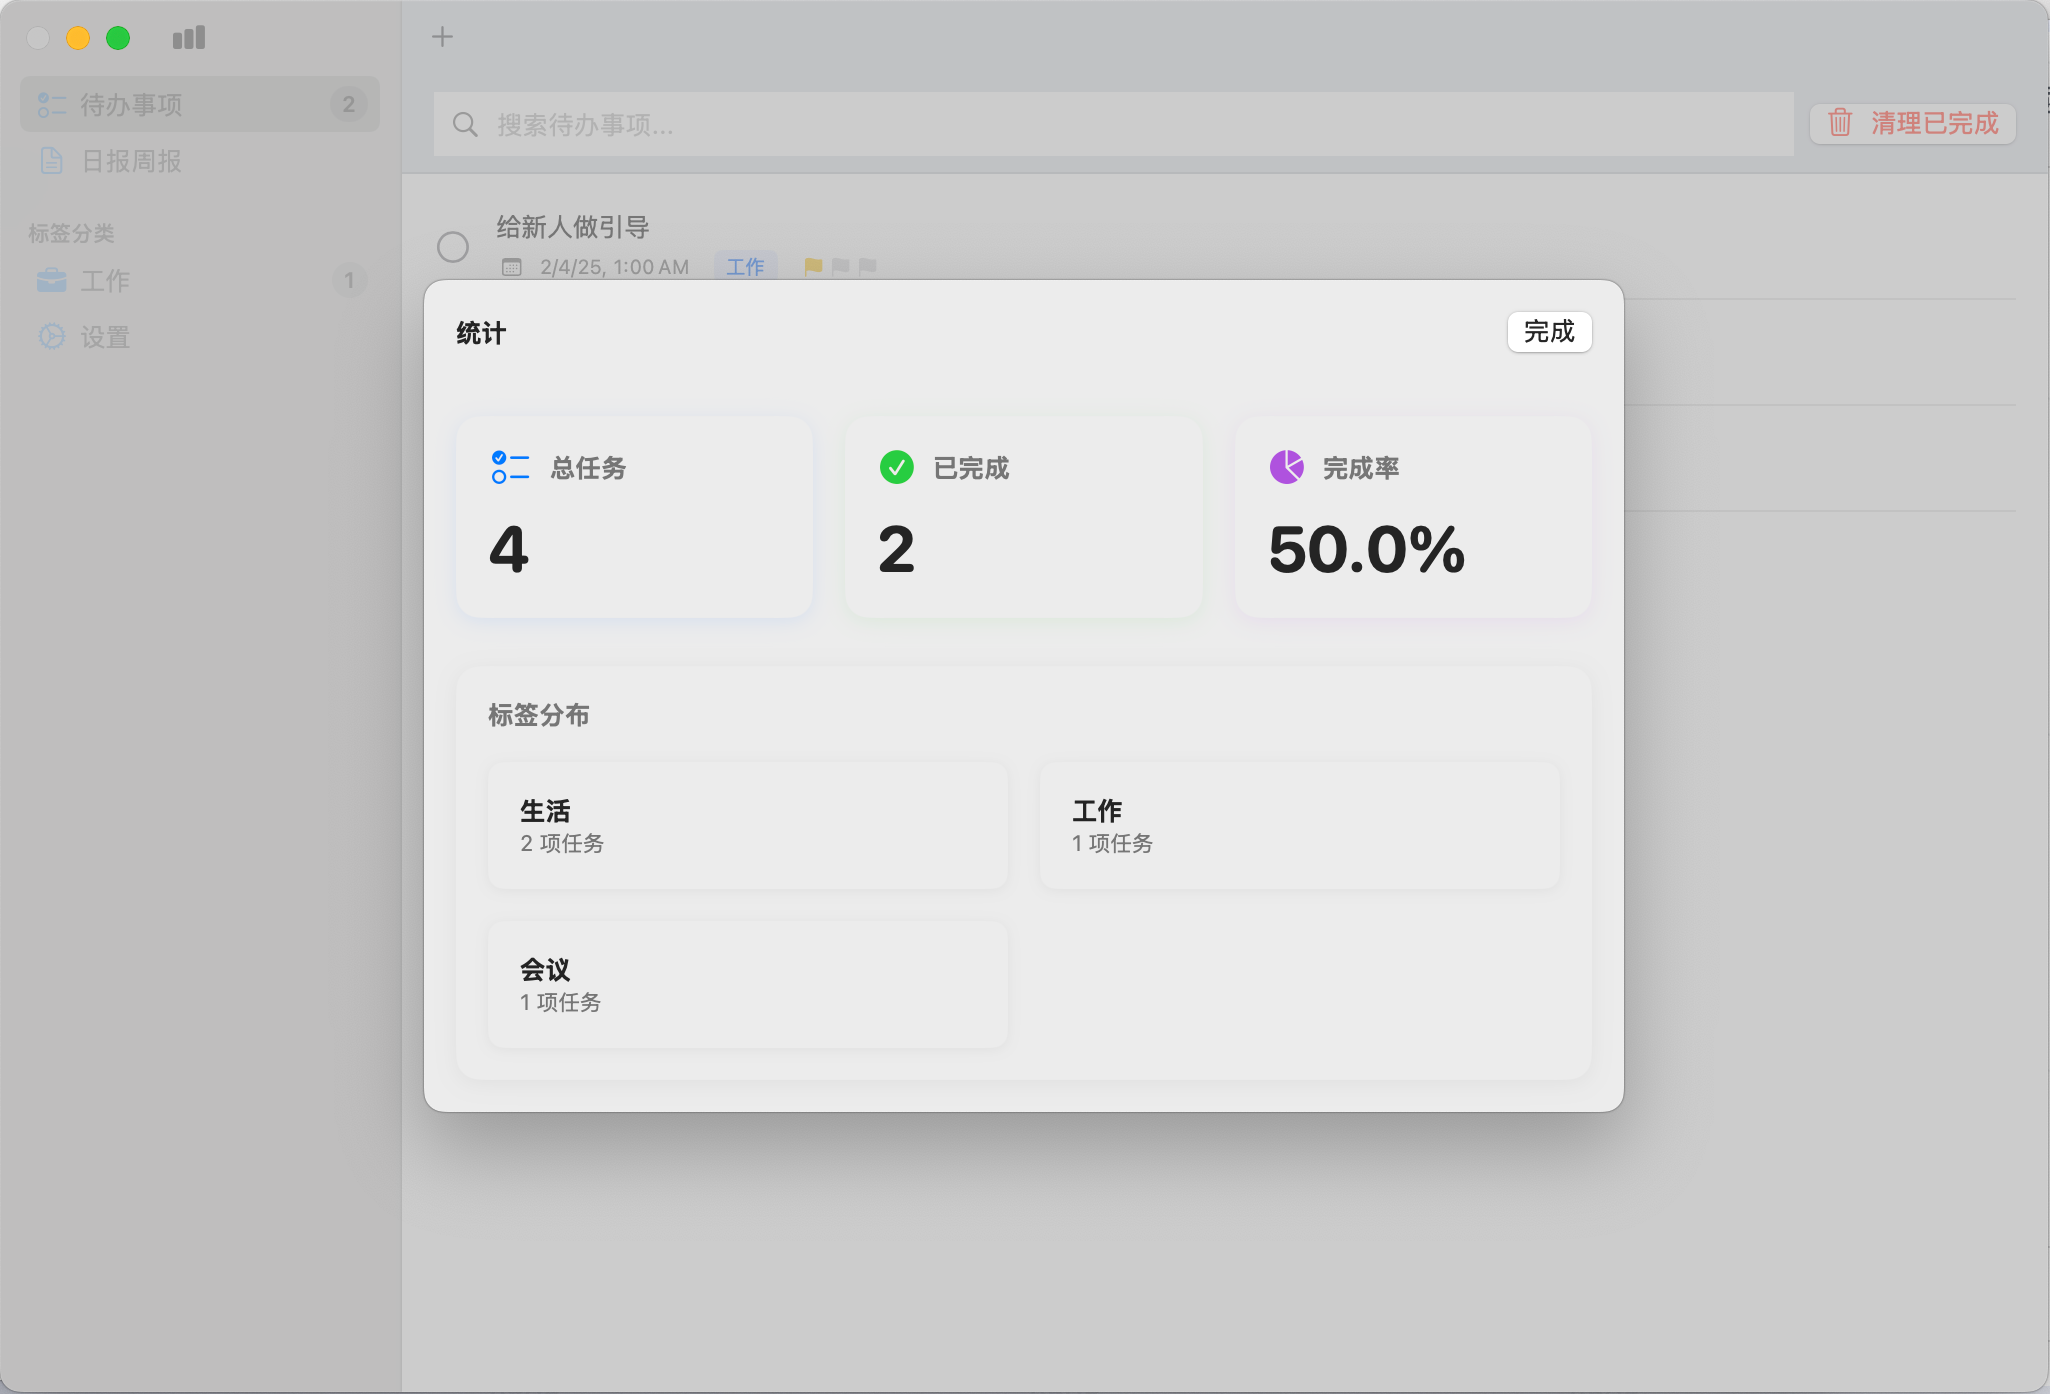 待办事项 2
日报周报
标签分类
工作 1
设置
搜索待办事项...
清理已完成
给新人做引导
2/4/25, 1:00 AM 工作
统计
完成
总任务
4
已完成
2
完成率
50.0%
标签分布
生活
2 项任务
工作
1 项任务
会议
1 项任务